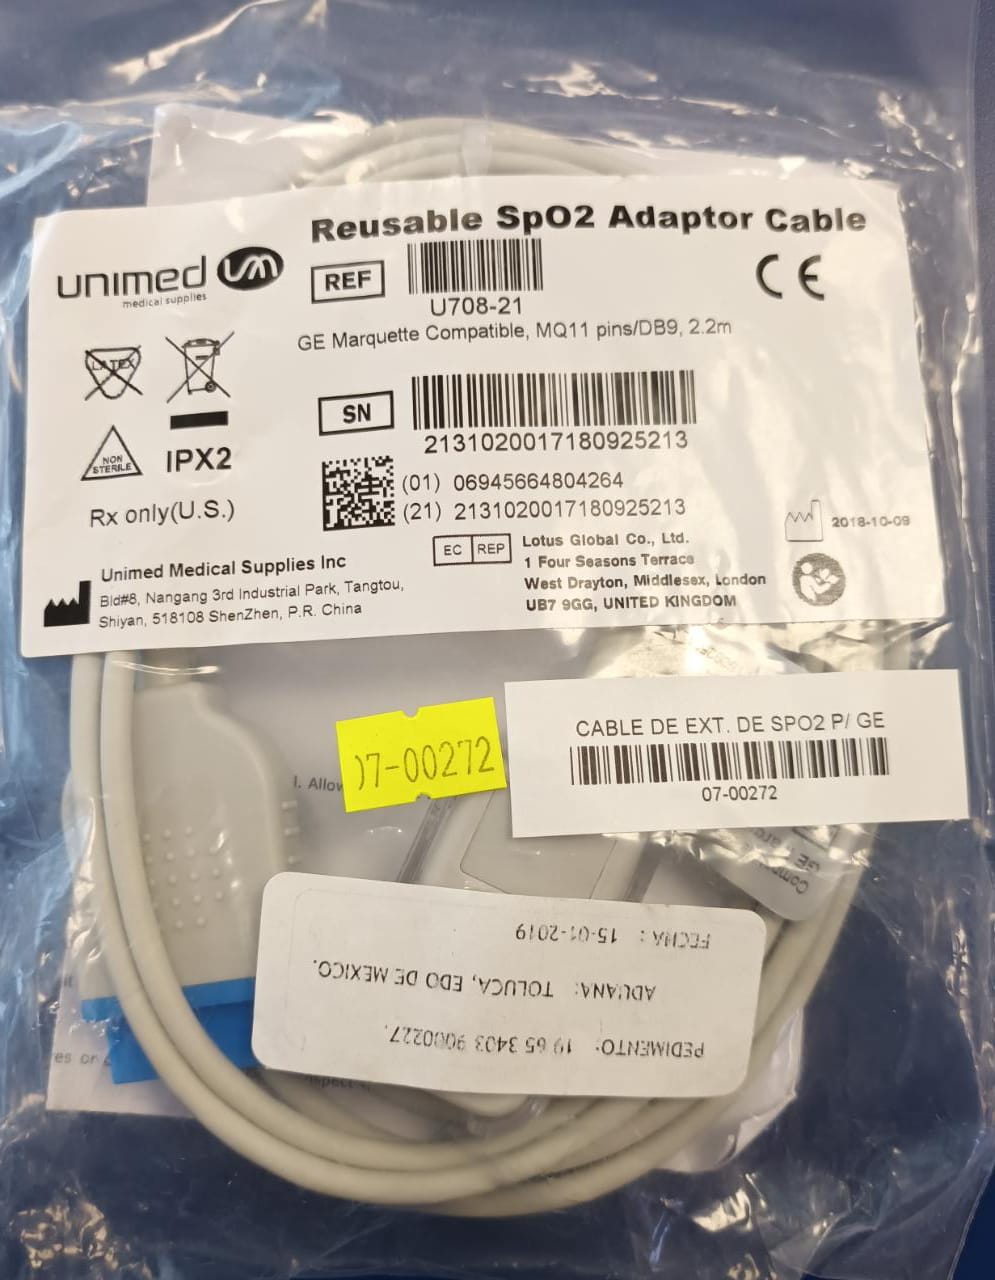 Reusable SpO2 Adaptor Cable
unimed
medical supplies
REF
U708-21
GE Marquette Compatible, MQ11 pins/DB9, 2.2m
CE
LATEX
SN
2131020017180925213
NON
STERILE
IPX2
(01) 06945664804264
(21) 2131020017180925213
Rx only(U.S.)
2018-10-09
EC REP
Lotus Global Co., Ltd.
1 Four Seasons Terrace
West Drayton, Middlesex, London
UB7 9GG, UNITED KINGDOM
Unimed Medical Supplies Inc
Bld#8, Nangang 3rd Industrial Park, Tangtou,
Shiyan, 518108 ShenZhen, P.R. China
07-00272
CABLE DE EXT. DE SPO2 P/ GE
07-00272
I. Allow
PEDIMENTO: 19 65 3403 9000227.
ADUANA: TOLUCA, EDO DE MEXICO.
FECHA: 15-01-2019